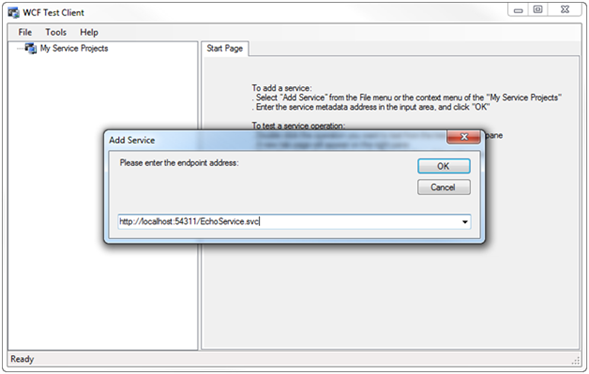 WCF Test Client
File Tools Help
My Service Projects
Start Page
To add a service:
. Select "Add Service" from the File menu or the context menu of the "My Service Projects"
. Enter the service metadata address in the input area, and click "OK"
To test a service operation:
pane
Add Service
Please enter the endpoint address:
OK
Cancel
http://localhost:54311/EchoService.svc
Ready